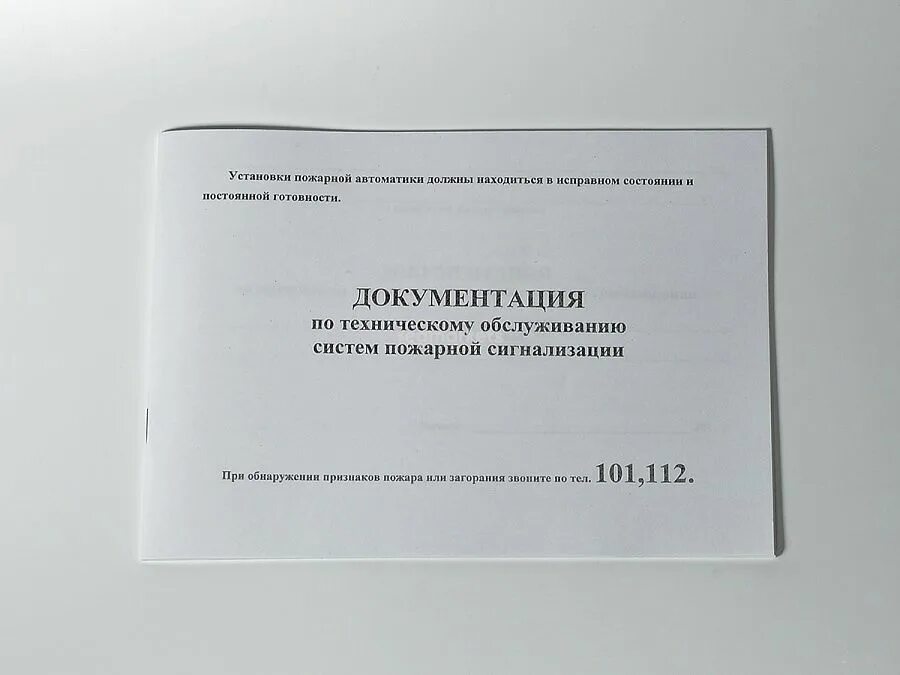 Установки пожарной автоматики должны находиться в исправном состоянии и
постоянной готовности.
ДОКУМЕНТАЦИЯ
по техническому обслуживанию
систем пожарной сигнализации
При обнаружении признаков пожара или загорания звоните по тел. 101,112.